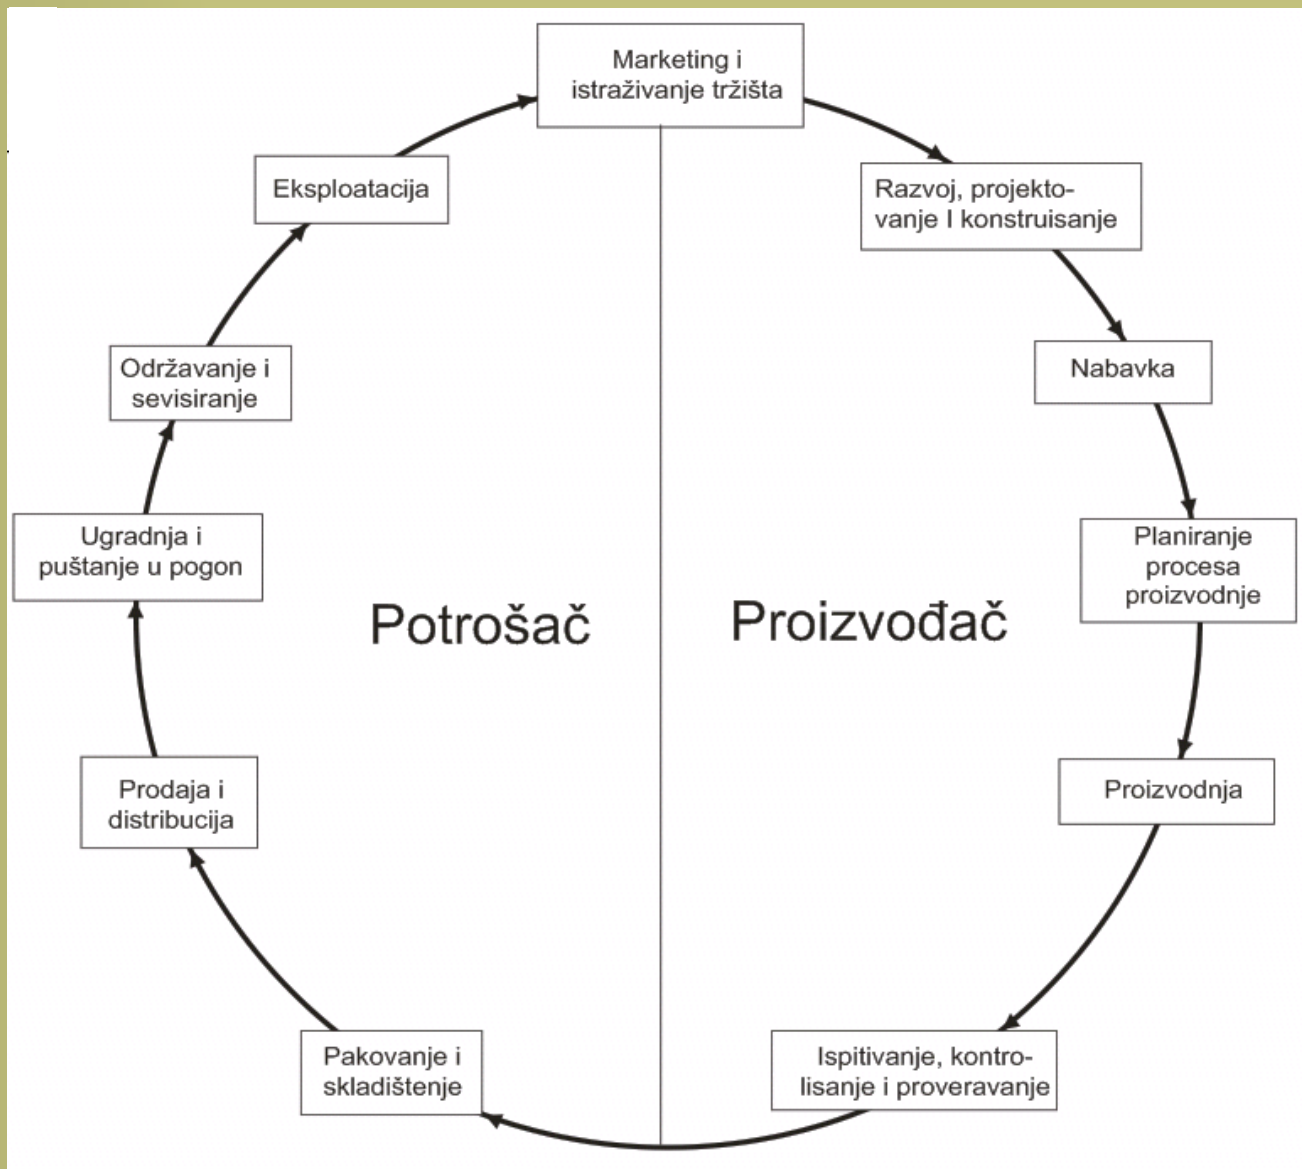 Marketing i
istraživanje tržišta
Razvoj, projekto-
vanje I konstruisanje
Nabavka
Planiranje
procesa
proizvodnje
Proizvodnja
Ispitivanje, kontro-
lisanje i proveravanje
Pakovanje i
skladištenje
Prodaja i
distribucija
Ugradnja i
puštanje u pogon
Održavanje i
sevisiranje
Eksploatacija
Potrošač
Proizvođač